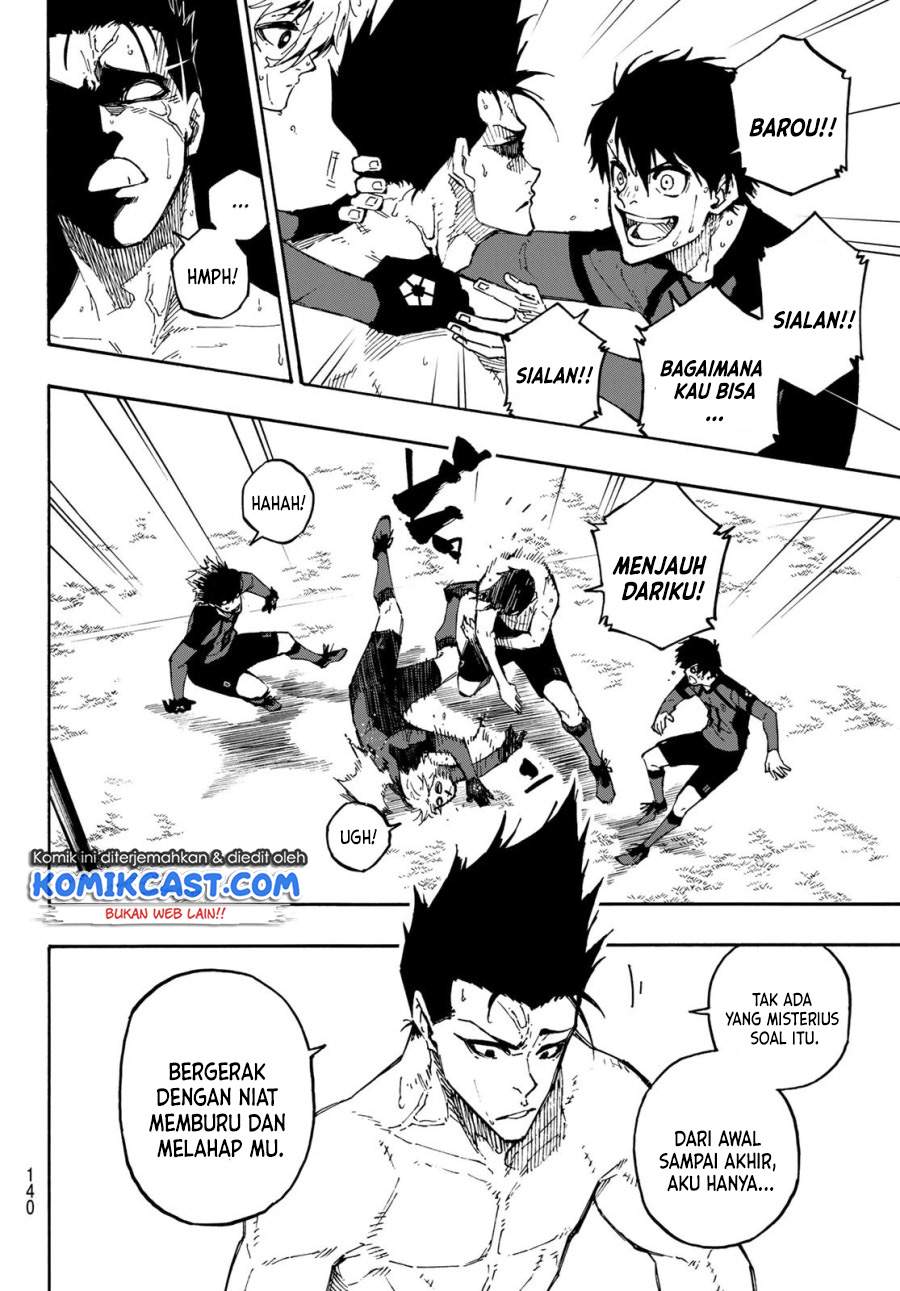 BAROU!!
SIALAN!!
BAGAIMANA
KAU BISA
...
SIALAN!!
...
HMPH!
MENJAUH
DARIKU!
HAHAH!
UGH!
Komik ini diterjemahkan & diedit oleh
KOMIKCAST.COM
BUKAN WEB LAIN!!
TAK ADA
YANG MISTERIUS
SOAL ITU.
DARI AWAL
SAMPAI AKHIR,
AKU HANYA...
BERGERAK
DENGAN NIAT
MEMBURU DAN
MELAHAP MU.
140